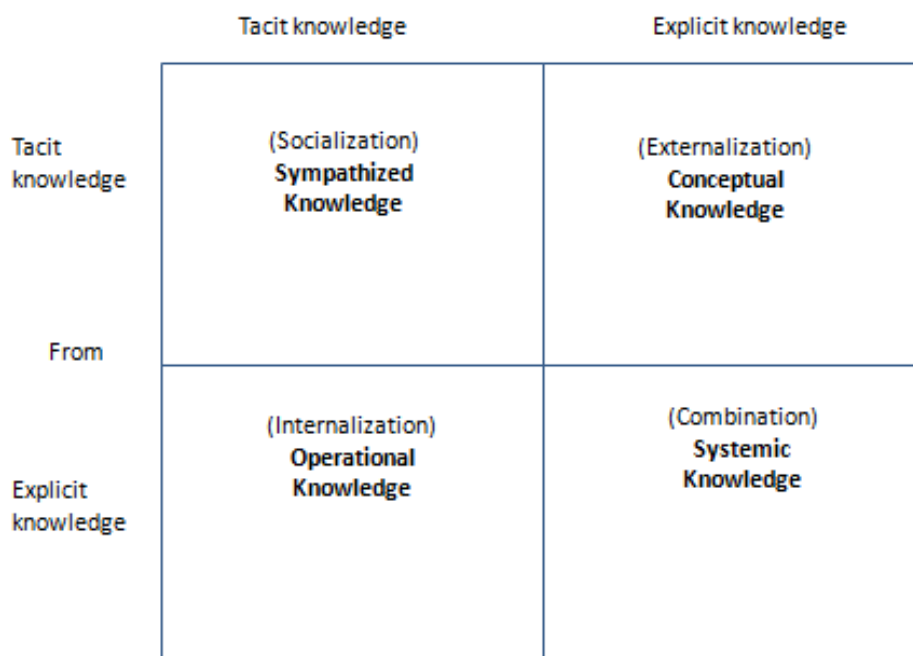 Tacit knowledge
Explicit knowledge
Tacit
knowledge
(Socialization)
Sympathized
Knowledge
(Externalization)
Conceptual
Knowledge
From
Explicit
knowledge
(Internalization)
Operational
Knowledge
(Combination)
Systemic
Knowledge